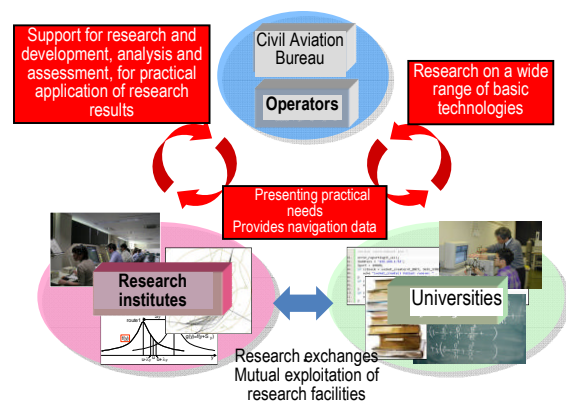 Support for research and
development, analysis and
assessment, for practical
application of research
results
Civil Aviation
Bureau
Operators
Research on a wide
range of basic
technologies
Presenting practical
needs
Provides navigation data
Research
institutes
Universities
Research exchanges
Mutual exploitation of
research facilities